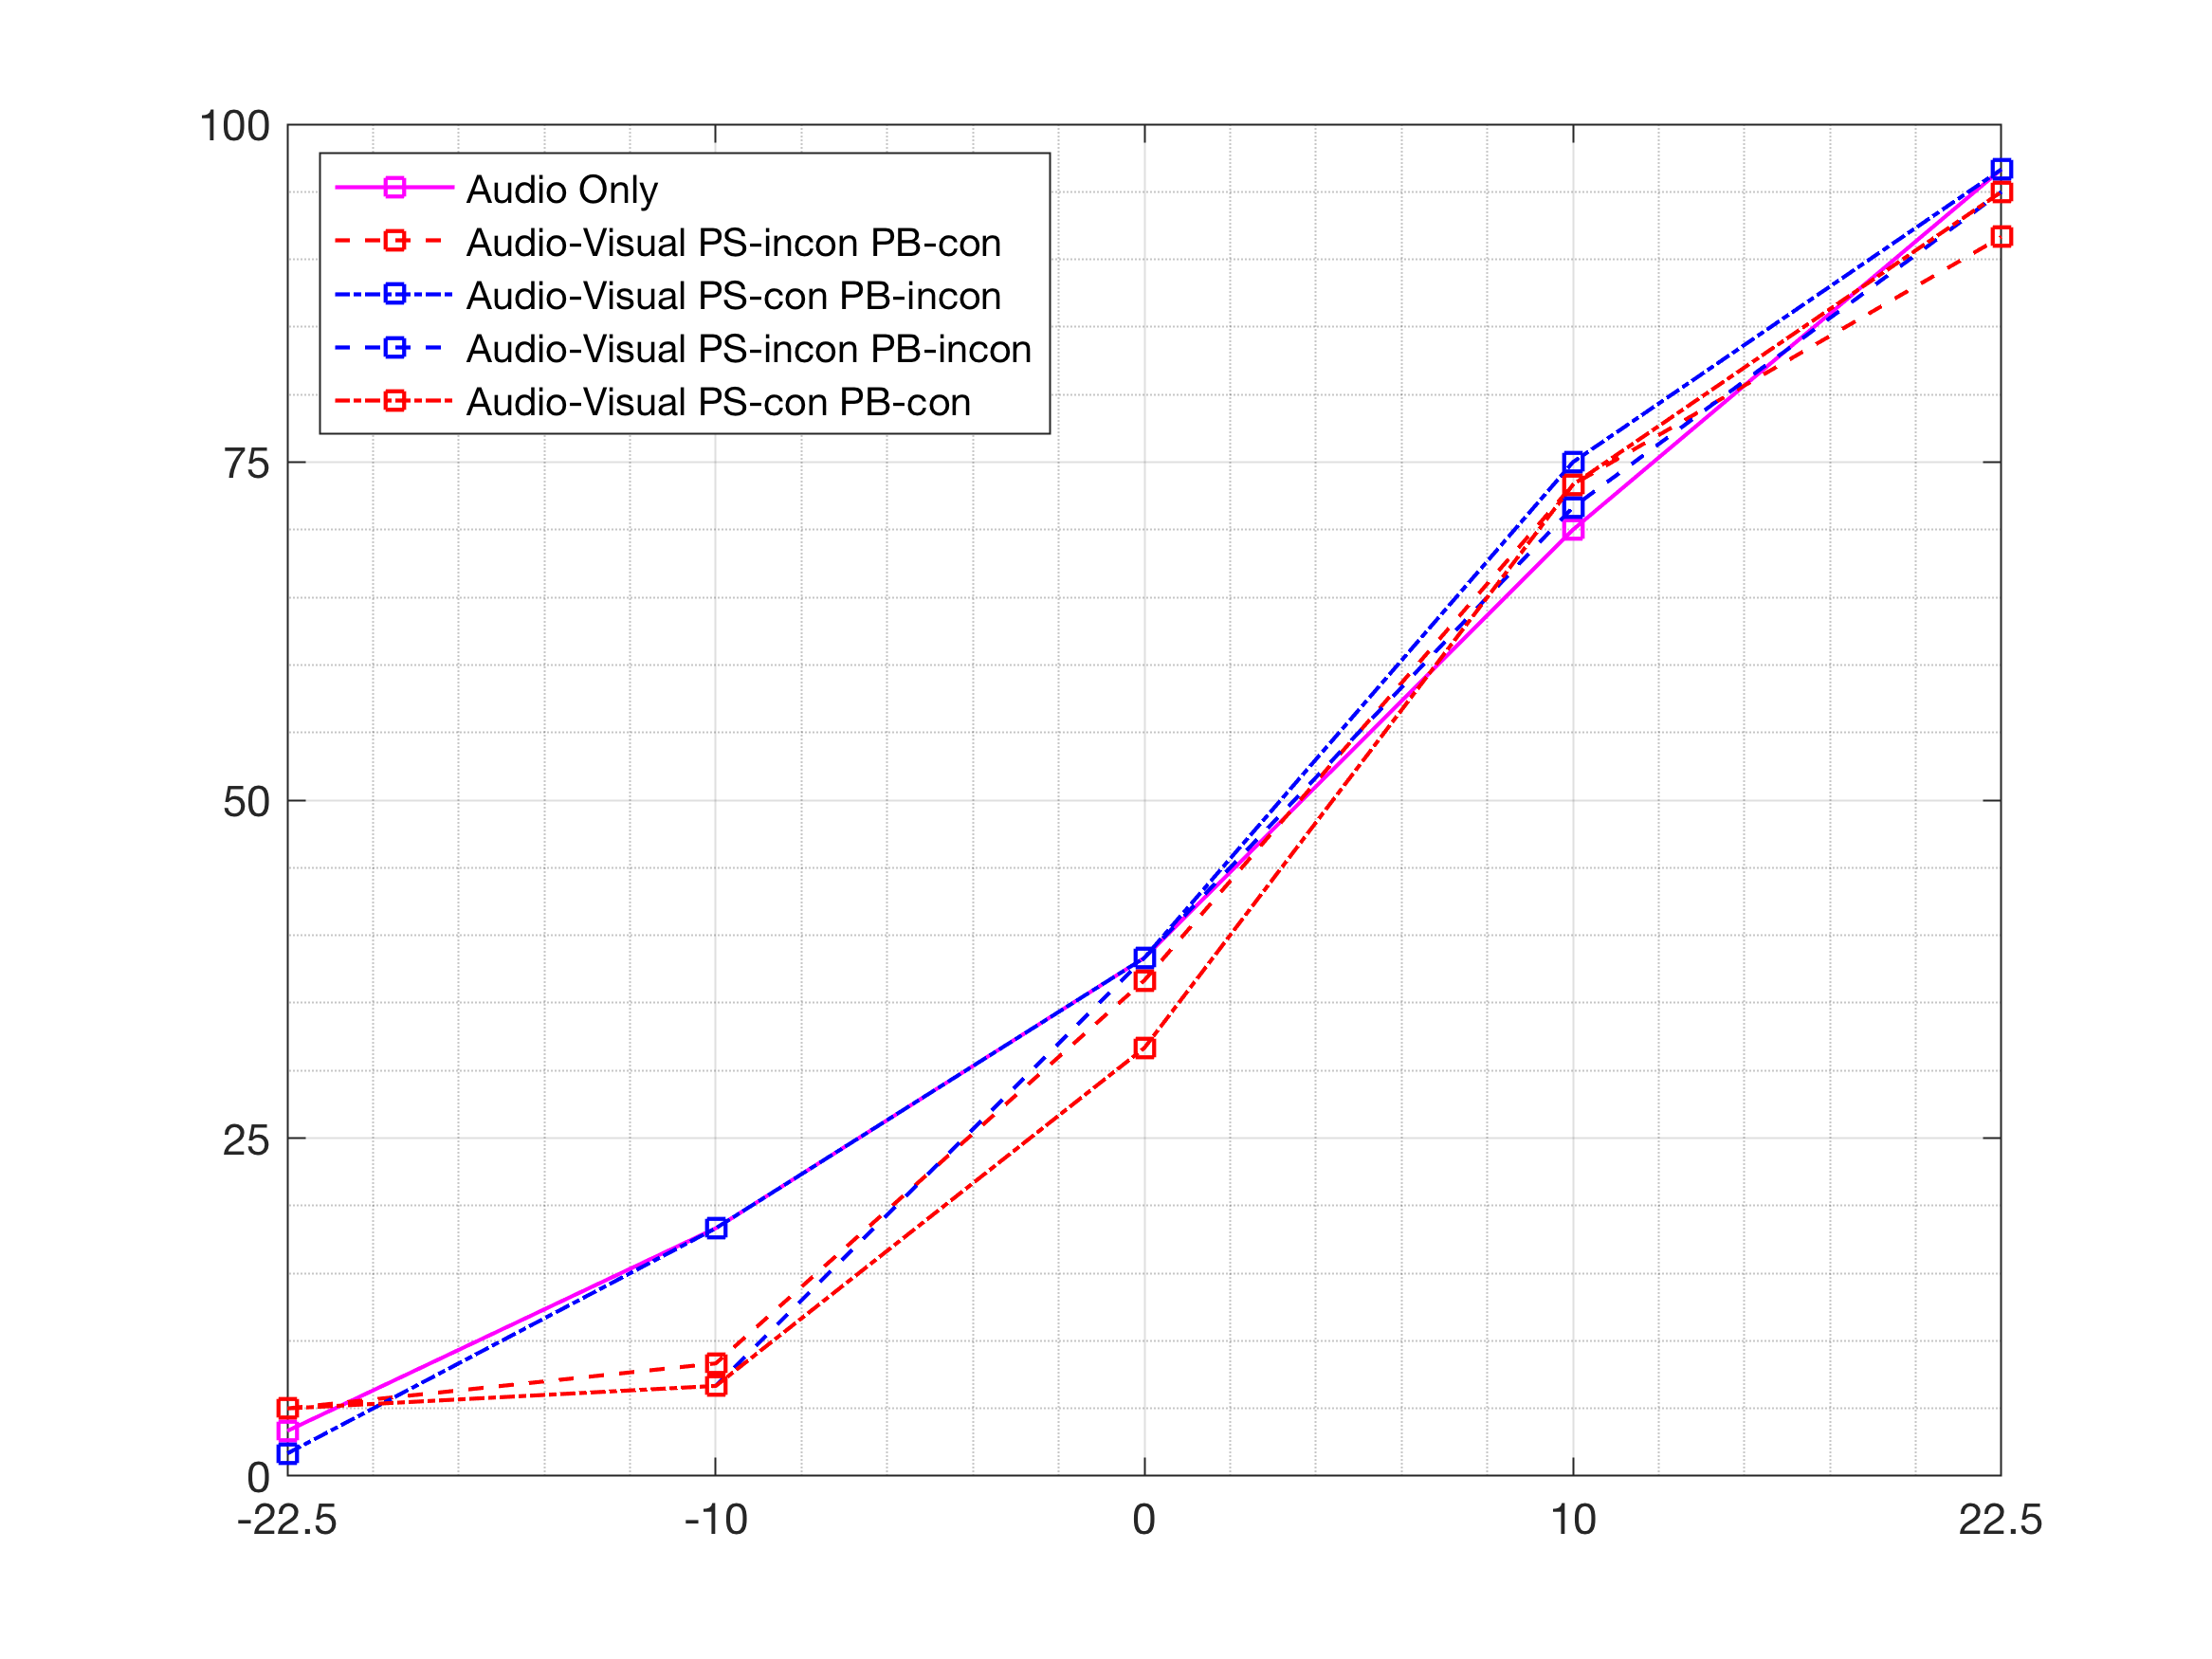 100
Audio Only
Audio-Visual PS-incon PB-con
Audio-Visual PS-con PB-incon
Audio-Visual PS-incon PB-incon
Audio-Visual PS-con PB-con
75
50
25
0
-22.5 -10 0 10 22.5